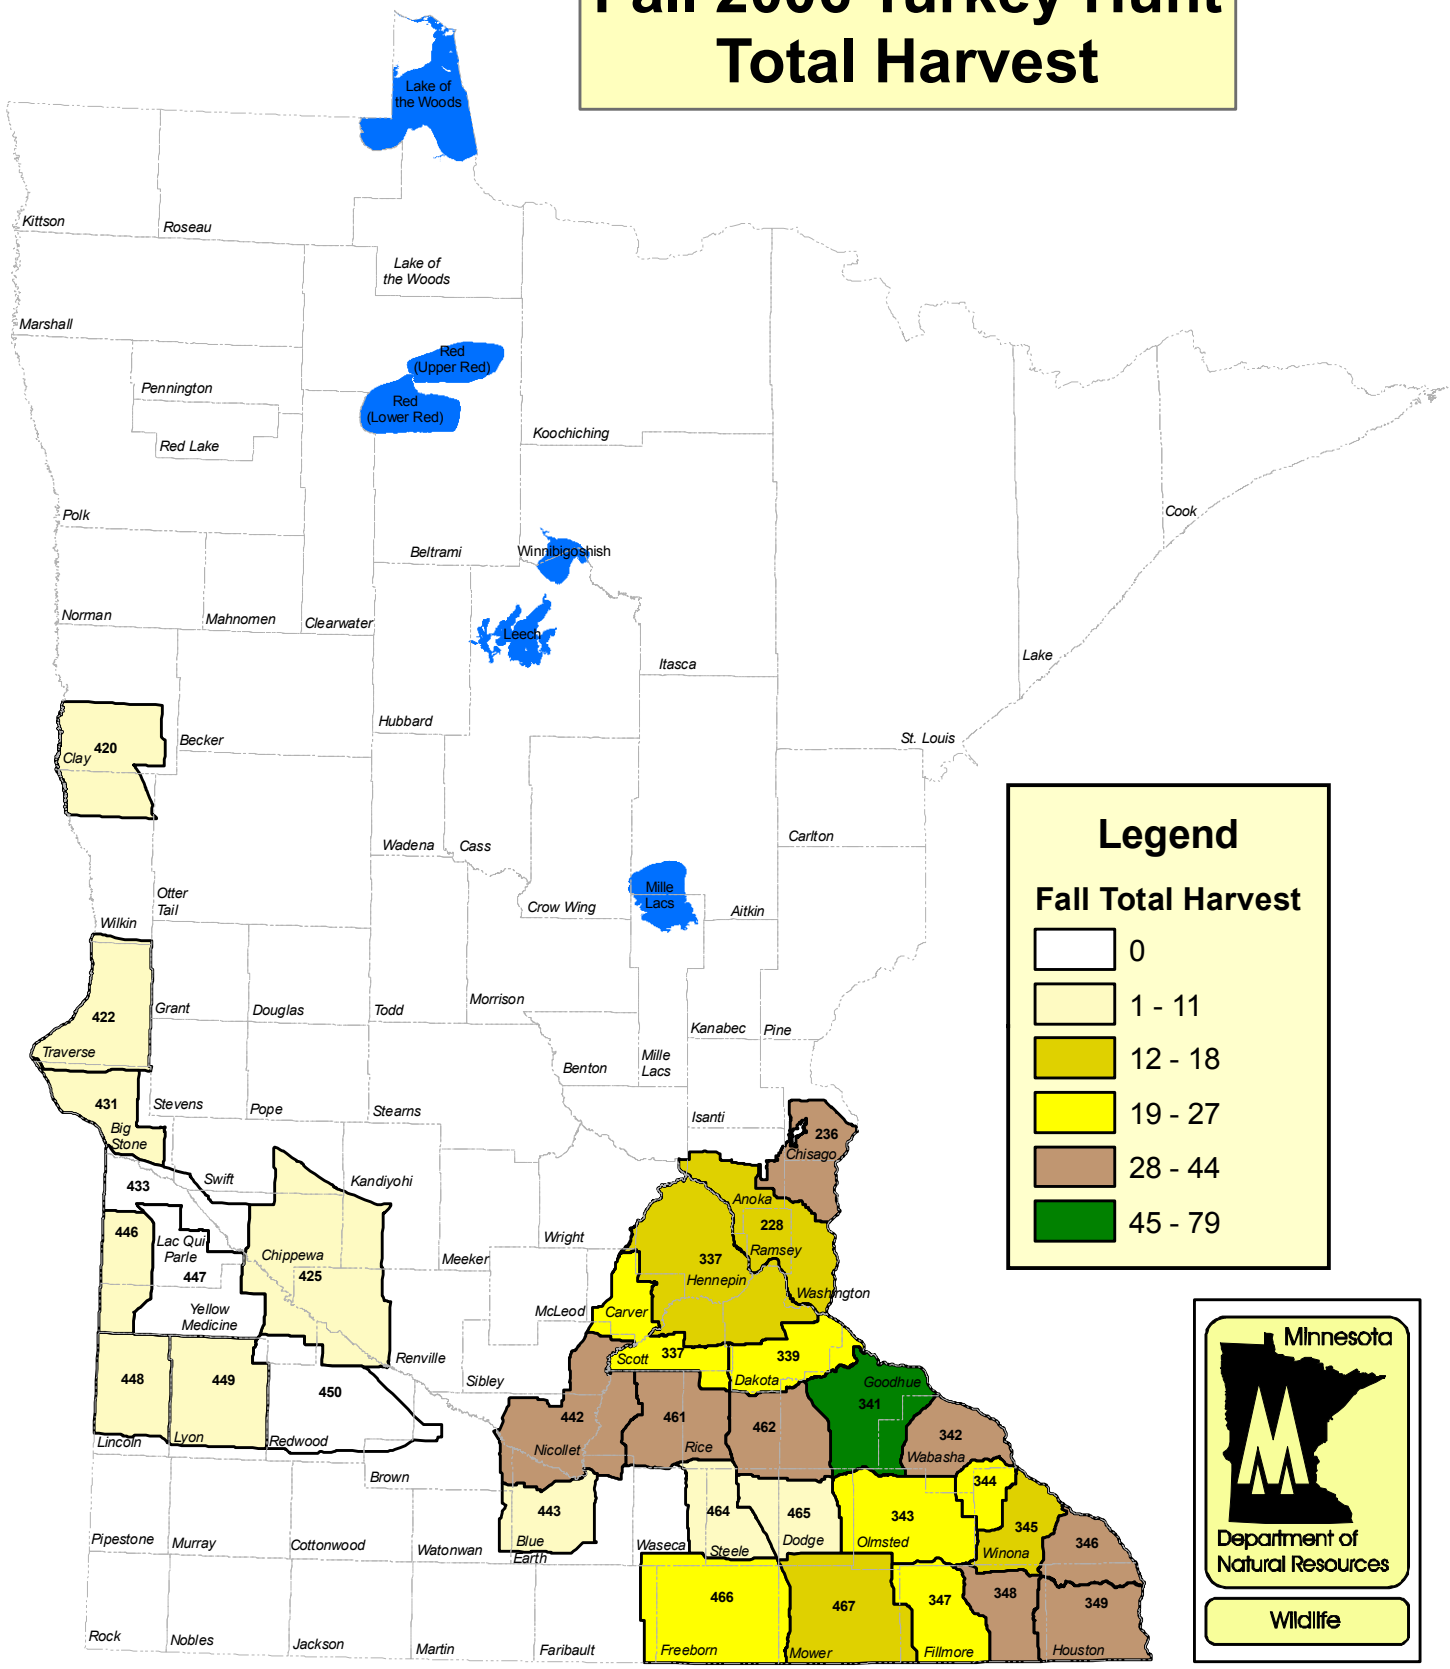 Fall 2006 Turkey Hunt
Total Harvest
Lake of
the Woods
Kittson
Roseau
Lake of
the Woods
Marshall
Red
(Upper Red)
Pennington
Red
(Lower Red)
Red Lake
Koochiching
Polk
Cook
Beltrami
Winnibigoshish
Norman
Mahnomen
Clearwater
Leech
Itasca
Lake
Hubbard
420
Clay
Becker
St. Louis
Wadena
Cass
Carlton
Mille
Lacs
Otter
Tail
Crow Wing
Aitkin
Wilkin
422
Traverse
Grant
Douglas
Todd
Morrison
Kanabec
Pine
Benton
Mille
Lacs
431
Big
Stone
Stevens
Pope
Stearns
Isanti
236
Chisago
433
Swift
Kandiyohi
Anoka
446
Lac Qui
Parle
447
Chippewa
425
Meeker
Wright
228
Ramsey
337
Hennepin
Washington
Yellow
Medicine
McLeod
Carver
Scott
337
339
Dakota
Renville
Sibley
448
449
450
Lincoln
Lyon
Redwood
Goodhue
341
442
Nicollet
461
Rice
462
342
Wabasha
Brown
344
443
Blue
Earth
464
Steele
465
Dodge
343
Olmsted
345
Winona
346
Pipestone
Murray
Cottonwood
Watonwan
Waseca
466
Freeborn
467
Mower
347
Fillmore
348
349
Houston
Rock
Nobles
Jackson
Martin
Faribault
Legend
Fall Total Harvest
0
1 - 11
12 - 18
19 - 27
28 - 44
45 - 79
Minnesota
Department of
Natural Resources
Wildlife